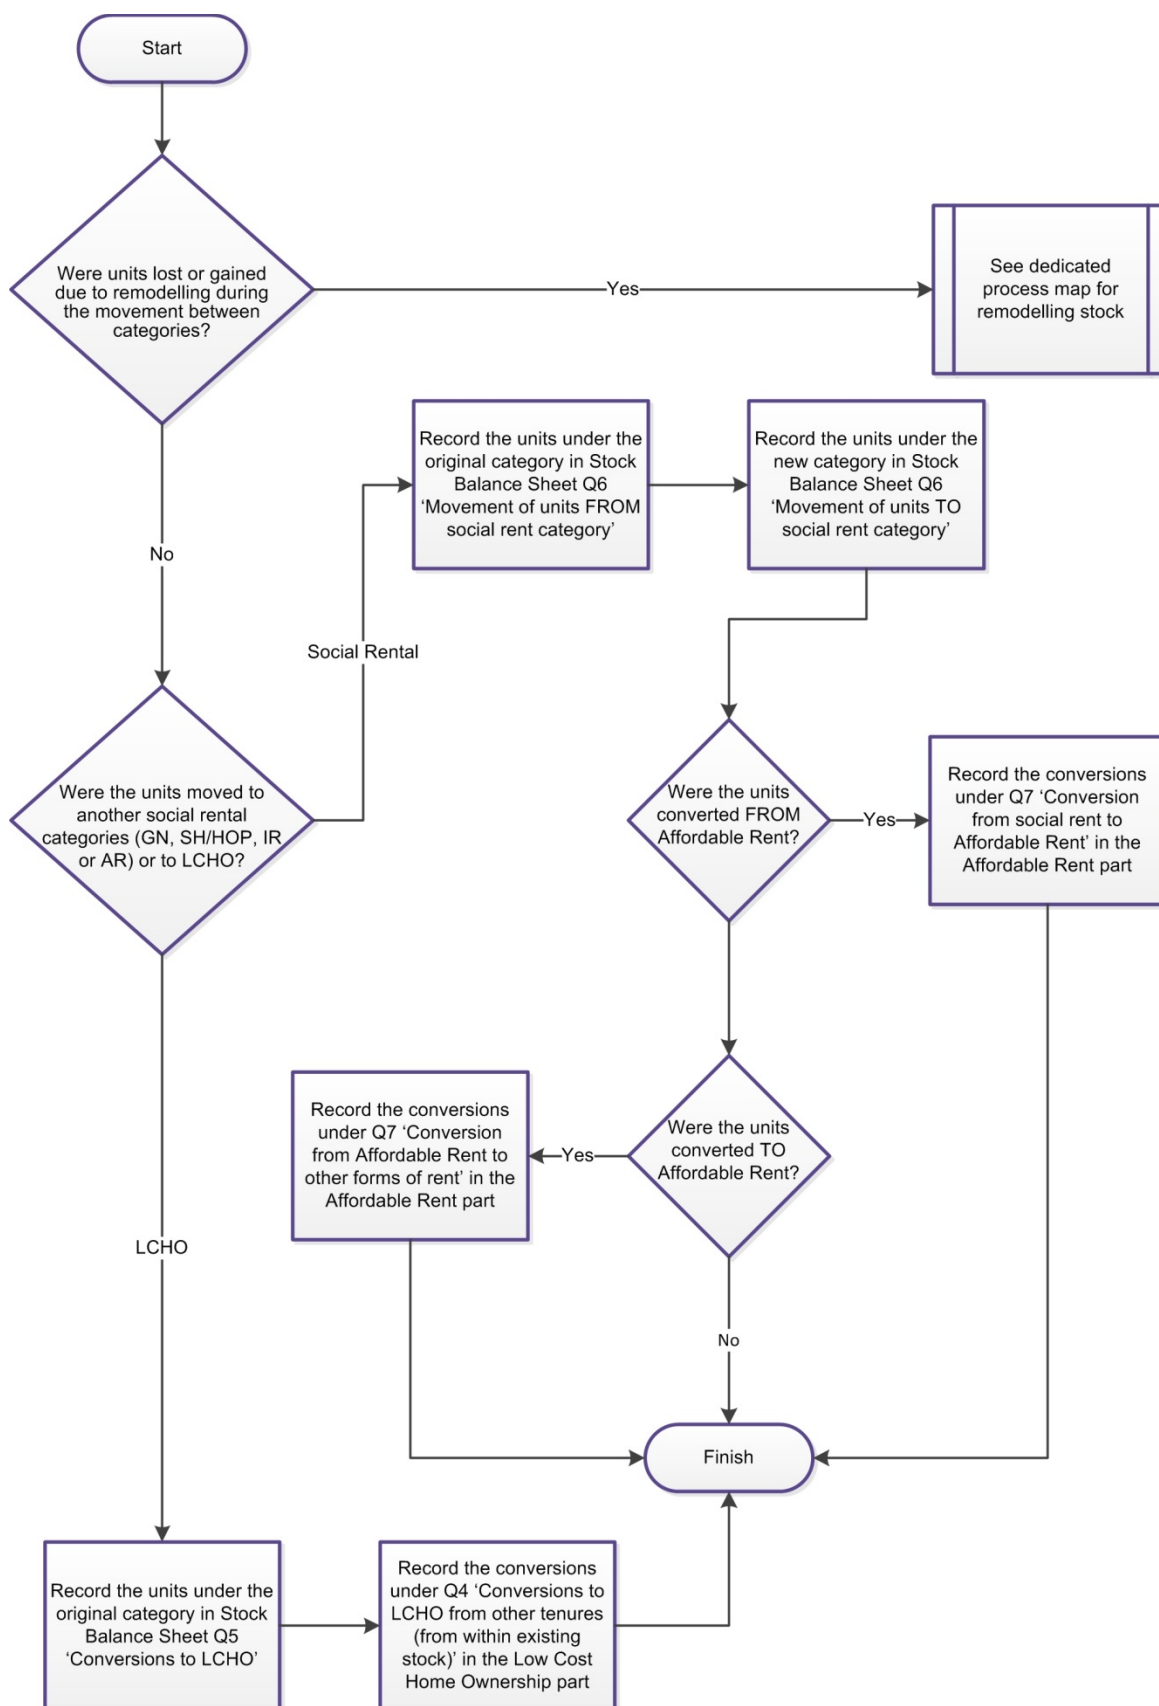 Start
Were units lost or gained
due to remodelling during
the movement between
categories?
Yes
See dedicated
process map for
remodelling stock
No
Record the units under the
original category in Stock
Balance Sheet Q6
‘Movement of units FROM
social rent category’
Record the units under the
new category in Stock
Balance Sheet Q6
‘Movement of units TO
social rent category’
Social Rental
Were the units moved to
another social rental
categories (GN, SH/HOP, IR
or AR) or to LCHO?
Were the units
converted FROM
Affordable Rent?
Yes
Record the conversions
under Q7 ‘Conversion
from social rent to
Affordable Rent’ in the
Affordable Rent part
Were the units
converted TO
Affordable Rent?
Yes
Record the conversions
under Q7 ‘Conversion
from Affordable Rent to
other forms of rent’ in the
Affordable Rent part
LCHO
No
Finish
Record the units under the
original category in Stock
Balance Sheet Q5
‘Conversions to LCHO’
Record the conversions
under Q4 ‘Conversions to
LCHO from other tenures
(from within existing
stock)’ in the Low Cost
Home Ownership part